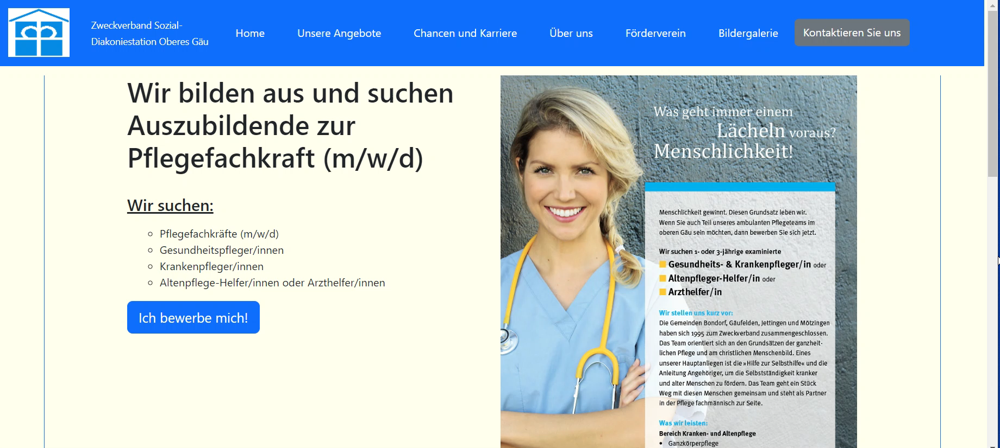 Zweckverband Sozial-
Diakoniestation Oberes Gäu
Home
Unsere Angebote
Chancen und Karriere
Über uns
Förderverein
Bildergalerie
Kontaktieren Sie uns
Wir bilden aus und suchen
Auszubildende zur
Pflegefachkraft (m/w/d)
Wir suchen:
Pflegefachkräfte (m/w/d)
Gesundheitspfleger/innen
Krankenpfleger/innen
Altenpflege-Helfer/innen oder Arzthelfer/innen
Ich bewerbe mich!
Was geht immer einem
Lächeln voraus?
Menschlichkeit!
Menschlichkeit gewinnt. Diesen Grundsatz leben wir.
Wenn Sie auch Teil unseres ambulanten Pflegeteams im
oberen Gäu sein möchten, dann bewerben Sie sich jetzt.
Wir suchen 1- oder 3-jährige examinierte
Gesundheits- & Krankenpfleger/in oder
Altenpfleger-Helfer/in oder
Arzthelfer/in
Wir stellen uns kurz vor:
Die Gemeinden Bondorf, Gäufelden, Jettingen und Mötzingen
haben sich 1995 zum Zweckverband zusammengeschlossen.
Das Team orientiert sich an den Grundsätzen der ganzheit-
lichen Pflege und am christlichen Menschenbild. Eines
unserer Hauptanliegen ist die »Hilfe zur Selbsthilfe« und die
Anleitung Angehöriger, um die Selbstständigkeit kranker
und alter Menschen zu fördern. Das Team geht ein Stück
Weg mit diesen Menschen gemeinsam und steht als Partner
in der Pflege fachmännisch zur Seite.
Was wir leisten:
Bereich Kranken- und Altenpflege
• Ganzkörperpflege